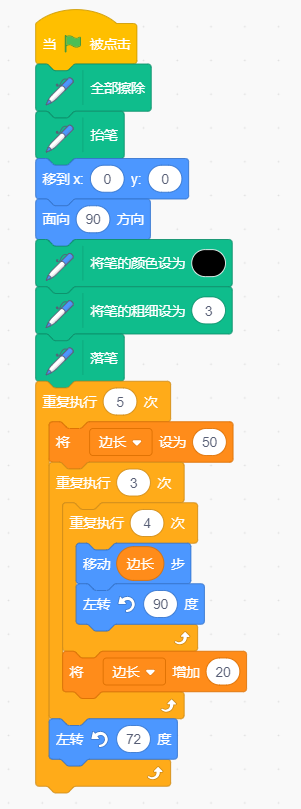 当 被点击
全部擦除
抬笔
移到 x: 0 y: 0
面向 90 方向
将笔的颜色设为
将笔的粗细设为 3
落笔
重复执行 5 次
将 边长 设为 50
重复执行 3 次
重复执行 4 次
移动 边长 步
左转 90 度
将 边长 增加 20
左转 72 度